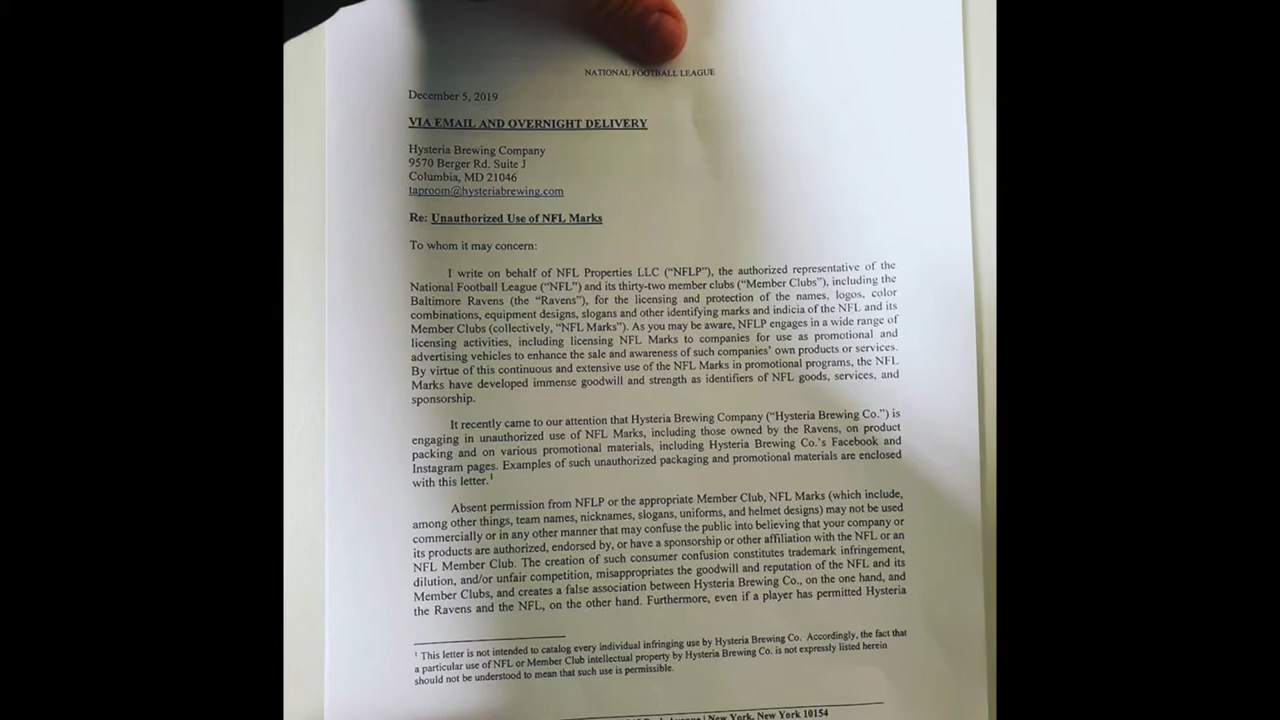 NATIONAL FOOTBALL LEAGUE
December 5, 2019
VIA EMAIL AND OVERNIGHT DELIVERY
Hysteria Brewing Company
9570 Berger Rd. Suite J
Columbia, MD 21046
taproom@hysteriabrewing.com
Re: Unauthorized Use of NFL Marks
To whom it may concern:
I write on behalf of NFL Properties LLC (“NFLP”), the authorized representative of the
National Football League (“NFL”) and its thirty-two member clubs (“Member Clubs”), including the
Baltimore Ravens (the “Ravens”), for the licensing and protection of the names, logos, color
combinations, equipment designs, slogans and other identifying marks and indicia of the NFL and its
Member Clubs (collectively, “NFL Marks”). As you may be aware, NFLP engages in a wide range of
licensing activities, including licensing NFL Marks to companies for use as promotional and
advertising vehicles to enhance the sale and awareness of such companies’ own products or services.
By virtue of this continuous and extensive use of the NFL Marks in promotional programs, the NFL
Marks have developed immense goodwill and strength as identifiers of NFL goods, services, and
sponsorship.
It recently came to our attention that Hysteria Brewing Company (“Hysteria Brewing Co.”) is
engaging in unauthorized use of NFL Marks, including those owned by the Ravens, on product
packing and on various promotional materials, including Hysteria Brewing Co.’s Facebook and
Instagram pages. Examples of such unauthorized packaging and promotional materials are enclosed
with this letter.1
Absent permission from NFLP or the appropriate Member Club, NFL Marks (which include,
among other things, team names, nicknames, slogans, uniforms, and helmet designs) may not be used
commercially or in any other manner that may confuse the public into believing that your company or
its products are authorized, endorsed by, or have a sponsorship or other affiliation with the NFL or an
NFL Member Club. The creation of such consumer confusion constitutes trademark infringement,
dilution, and/or unfair competition, misappropriates the goodwill and reputation of the NFL and its
Member Clubs, and creates a false association between Hysteria Brewing Co., on the one hand, and
the Ravens and the NFL, on the other hand. Furthermore, even if a player has permitted Hysteria
1 This letter is not intended to catalog every individual infringing use by Hysteria Brewing Co. Accordingly, the fact that
a particular use of NFL or Member Club intellectual property by Hysteria Brewing Co. is not expressly listed herein
should not be understood to mean that such use is permissible.
| New York, New York 10154